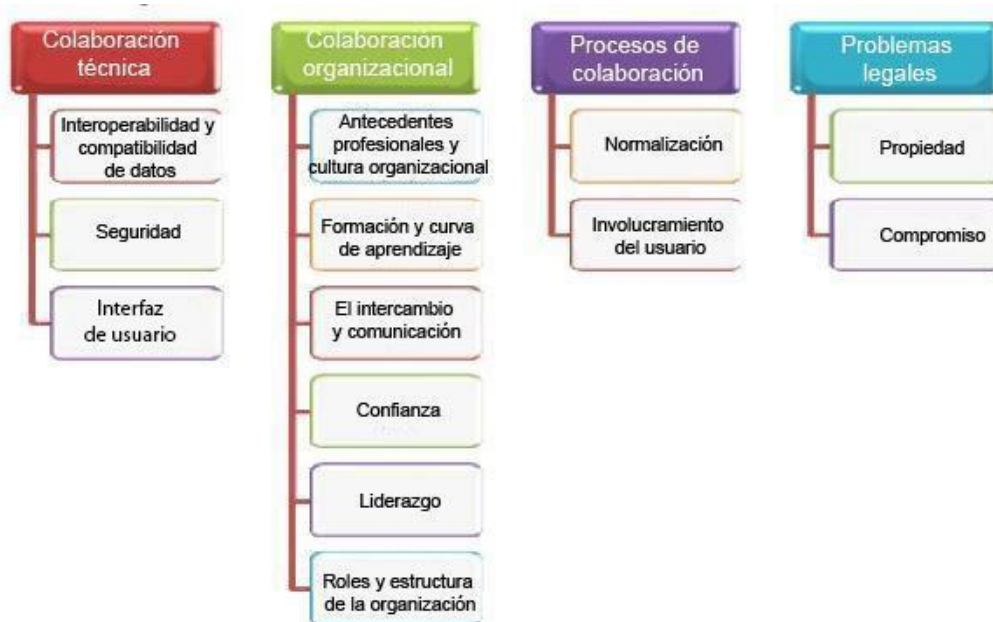 Colaboración
técnica
Interoperabilidad y
compatibilidad
de datos
Seguridad
Interfaz
de usuario
Colaboración
organizacional
Antecedentes
profesionales y
cultura organizacional
Formación y curva
de aprendizaje
El intercambio
y comunicación
Confianza
Liderazgo
Roles y estructura
de la organización
Procesos de
colaboración
Normalización
Involucramiento
del usuario
Problemas
legales
Propiedad
Compromiso